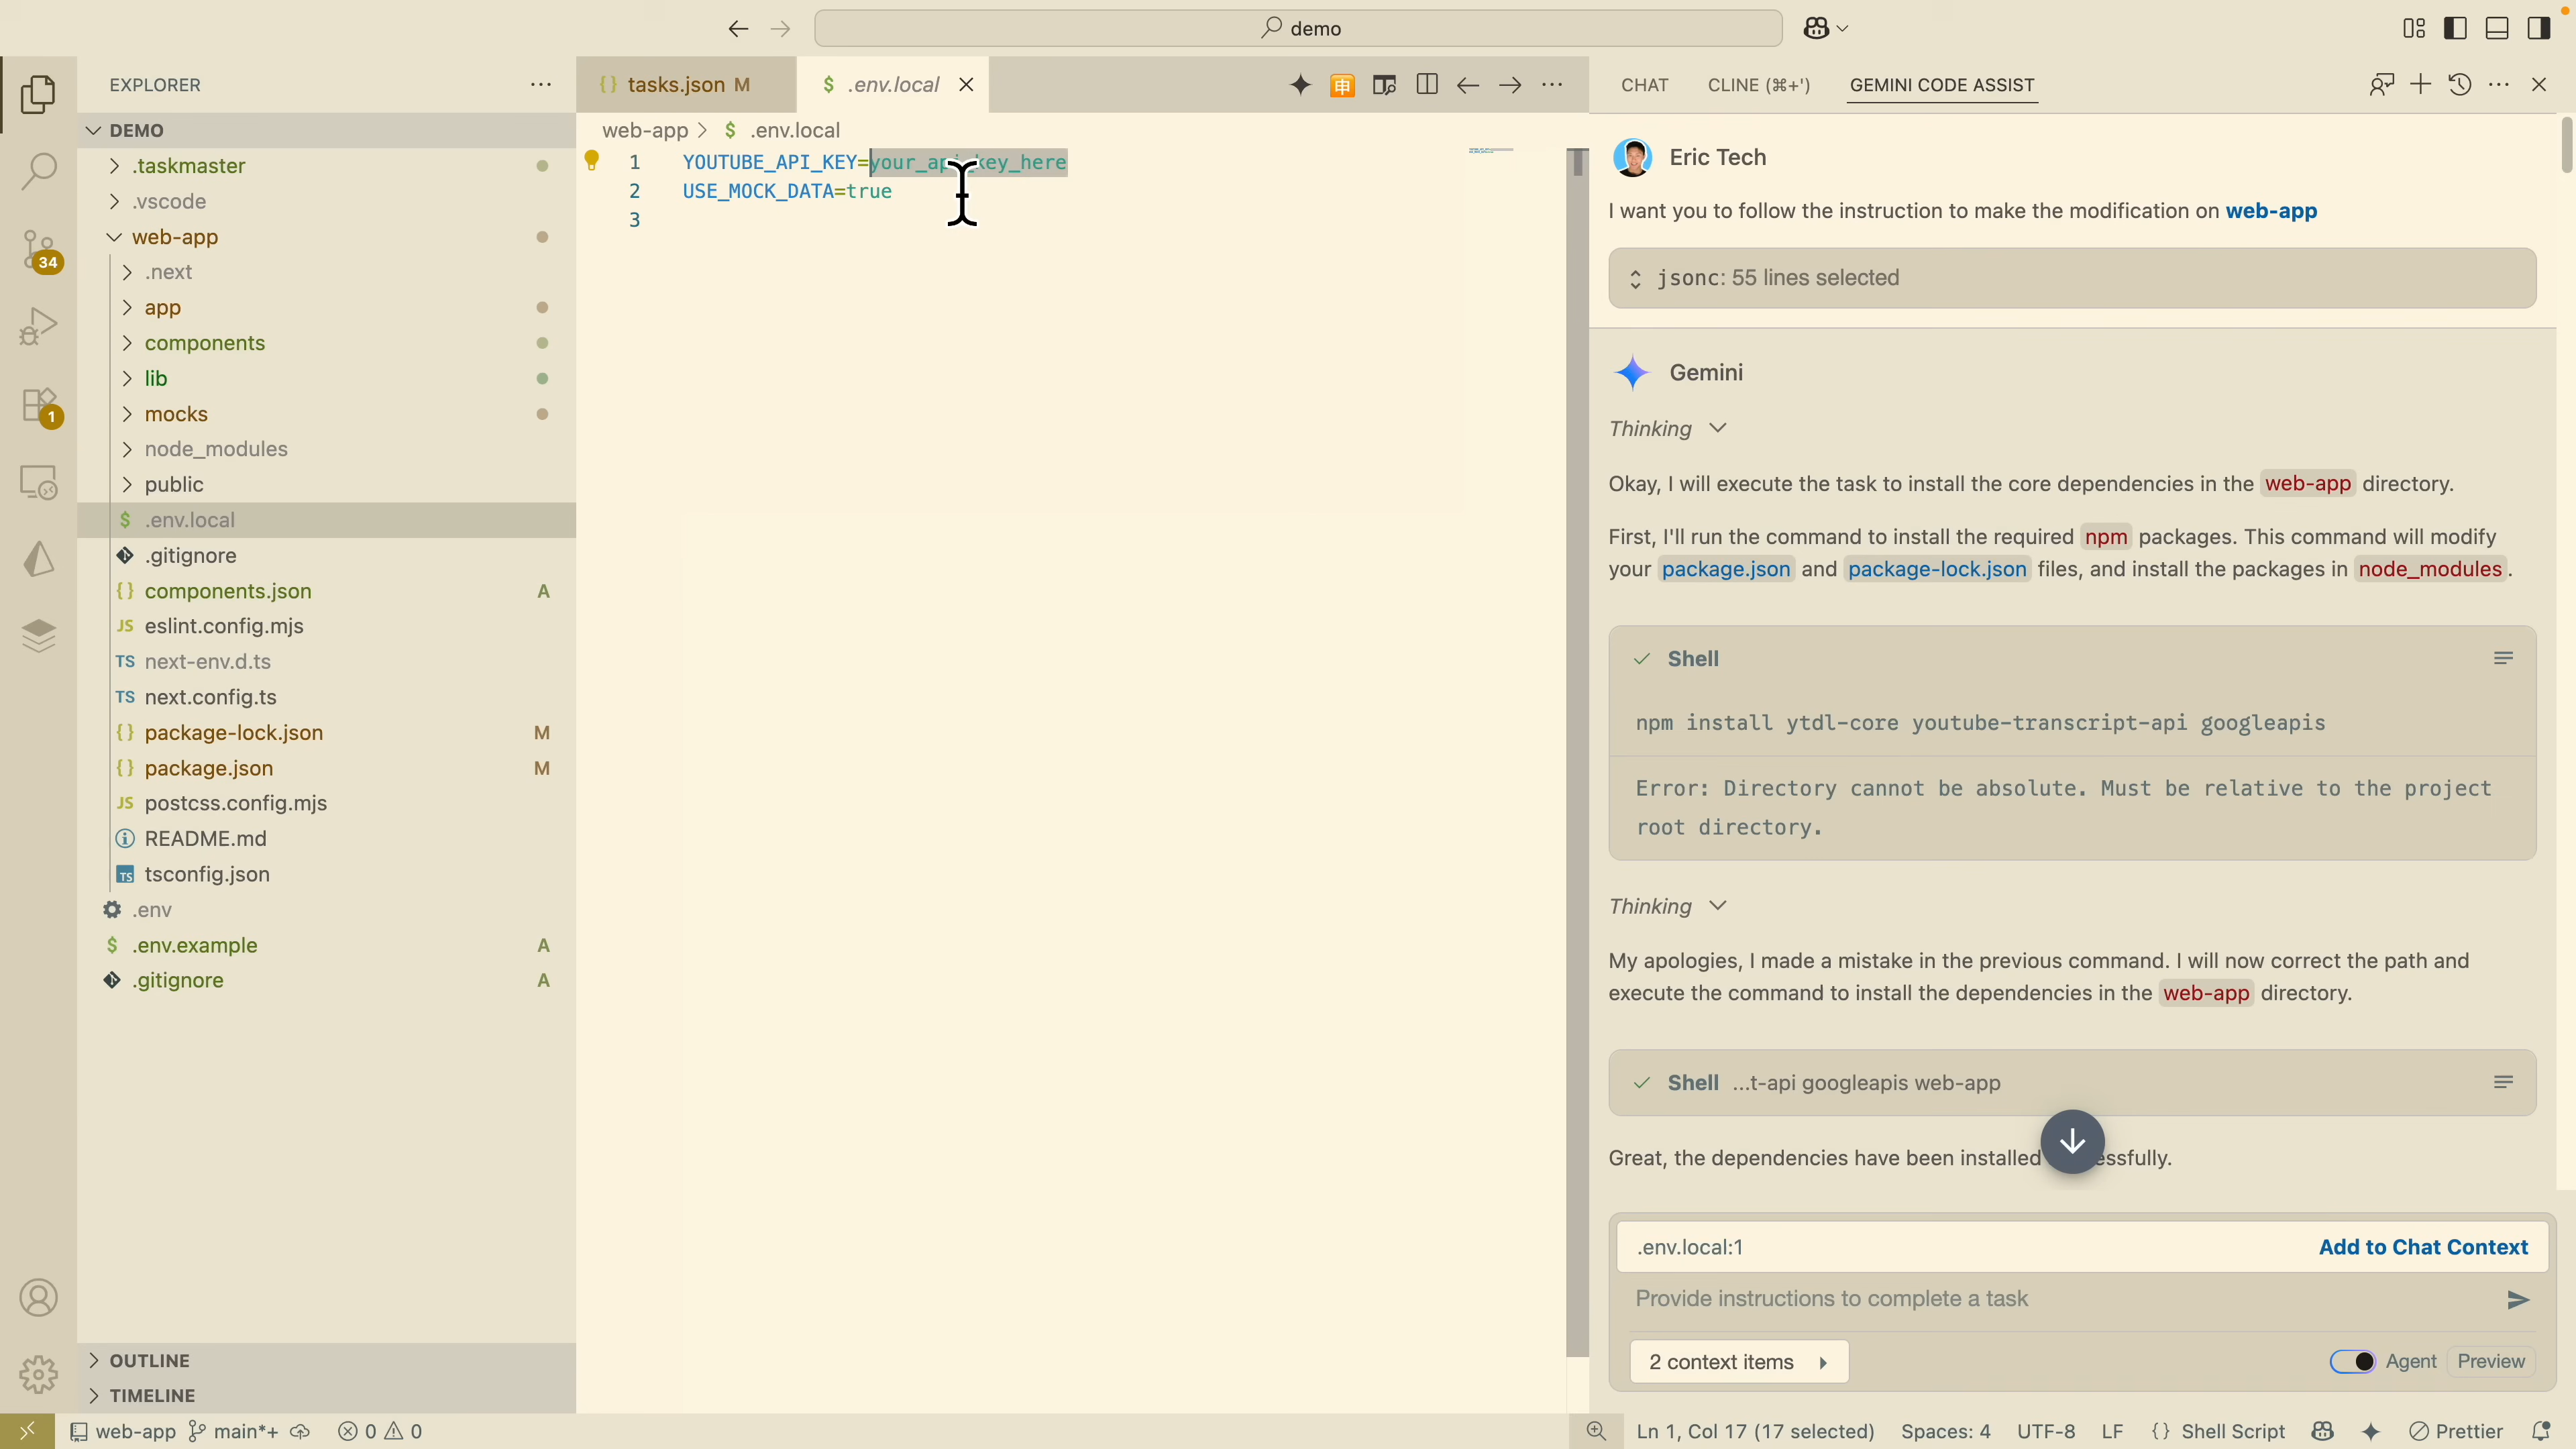 demo
EXPLORER
DEMO
.taskmaster
.vscode
web-app
.next
app
components
lib
mocks
node_modules
public
$ .env.local
.gitignore
{} components.json A
JS eslint.config.mjs
TS next-env.d.ts
TS next.config.ts
{} package-lock.json M
{} package.json M
JS postcss.config.mjs
README.md
TS tsconfig.json
.env
$ .env.example A
.gitignore A
OUTLINE
TIMELINE
34
1
{} tasks.json M
$ .env.local
web-app > $ .env.local
1 YOUTUBE_API_KEY=your_api_key_here
2 USE_MOCK_DATA=true
3
CHAT CLINE (⌘+') GEMINI CODE ASSIST
Eric Tech
I want you to follow the instruction to make the modification on web-app
jsonc: 55 lines selected
Gemini
Thinking
Okay, I will execute the task to install the core dependencies in the web-app directory.
First, I'll run the command to install the required npm packages. This command will modify
your package.json and package-lock.json files, and install the packages in node_modules.
Shell
npm install ytdl-core youtube-transcript-api googleapis
Error: Directory cannot be absolute. Must be relative to the project
root directory.
Thinking
My apologies, I made a mistake in the previous command. I will now correct the path and
execute the command to install the dependencies in the web-app directory.
Shell ...t-api googleapis web-app
Great, the dependencies have been installed essfully.
.env.local:1 Add to Chat Context
Provide instructions to complete a task
2 context items
Agent Preview
web-app main*+ 0 0
Ln 1, Col 17 (17 selected) Spaces: 4 UTF-8 LF {} Shell Script Prettier